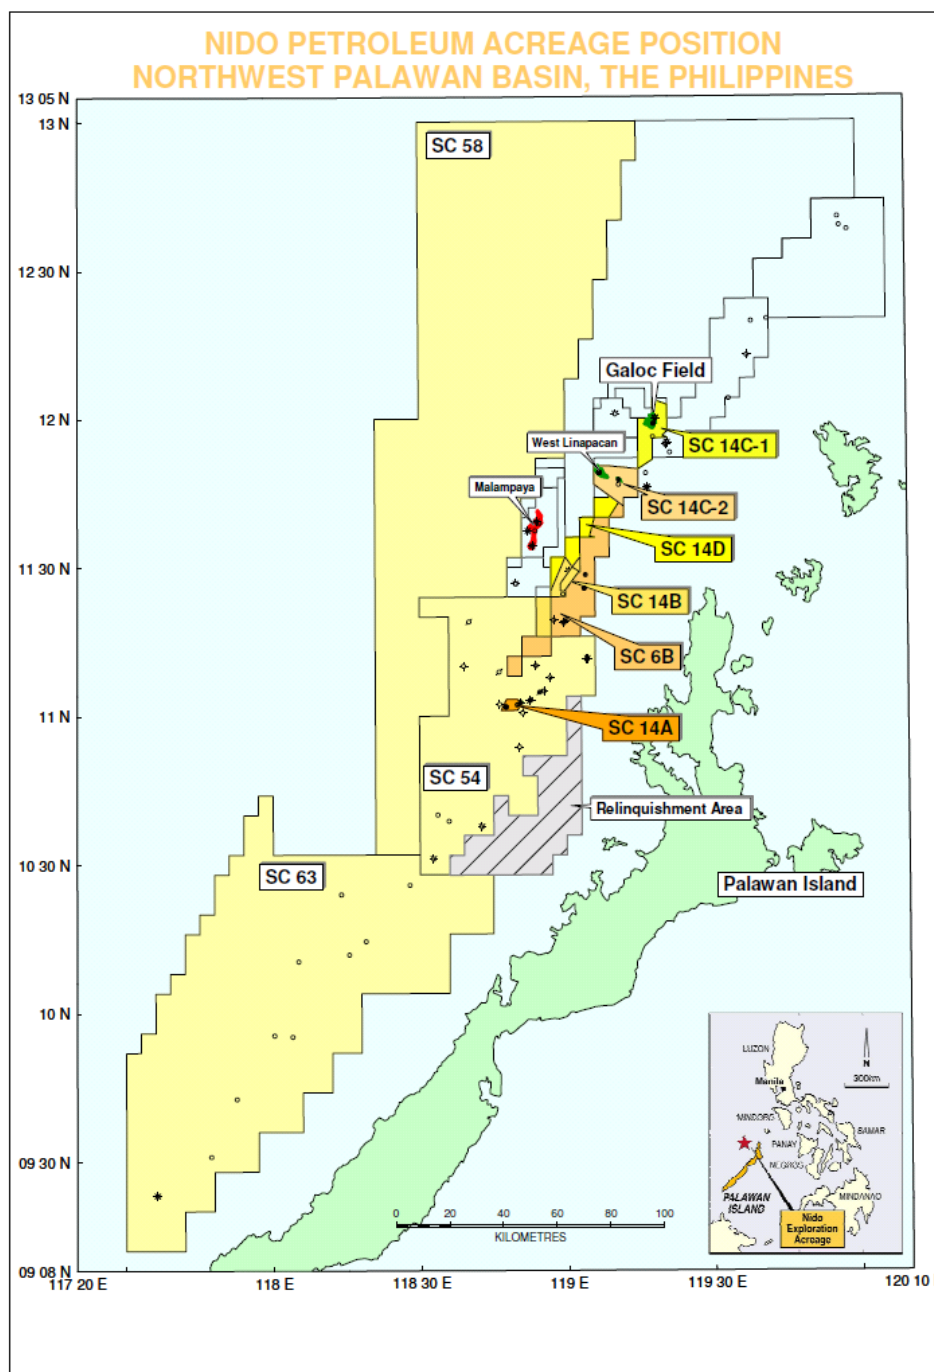 NIDO PETROLEUM ACREAGE POSITION
NORTHWEST PALAWAN BASIN, THE PHILIPPINES
13 05 N
13 N
12 30 N
12 N
11 30 N
11 N
10 30 N
10 N
09 30 N
09 08 N
117 20 E
118 E
118 30 E
119 E
119 30 E
120 10
SC 58
Galoc Field
SC 14C-1
West Linapacan
Malampaya
SC 14C-2
SC 14D
SC 14B
SC 6B
SC 14A
SC 54
Relinquishment Area
SC 63
Palawan Island
0 20 40 60 80 100
KILOMETRES
LUZON
N
300km
Manila
MINDORO
SAMAR
PANAY
NEGROS
PALAWAN
ISLAND
MINDANAO
Nido
Exploration
Acreage